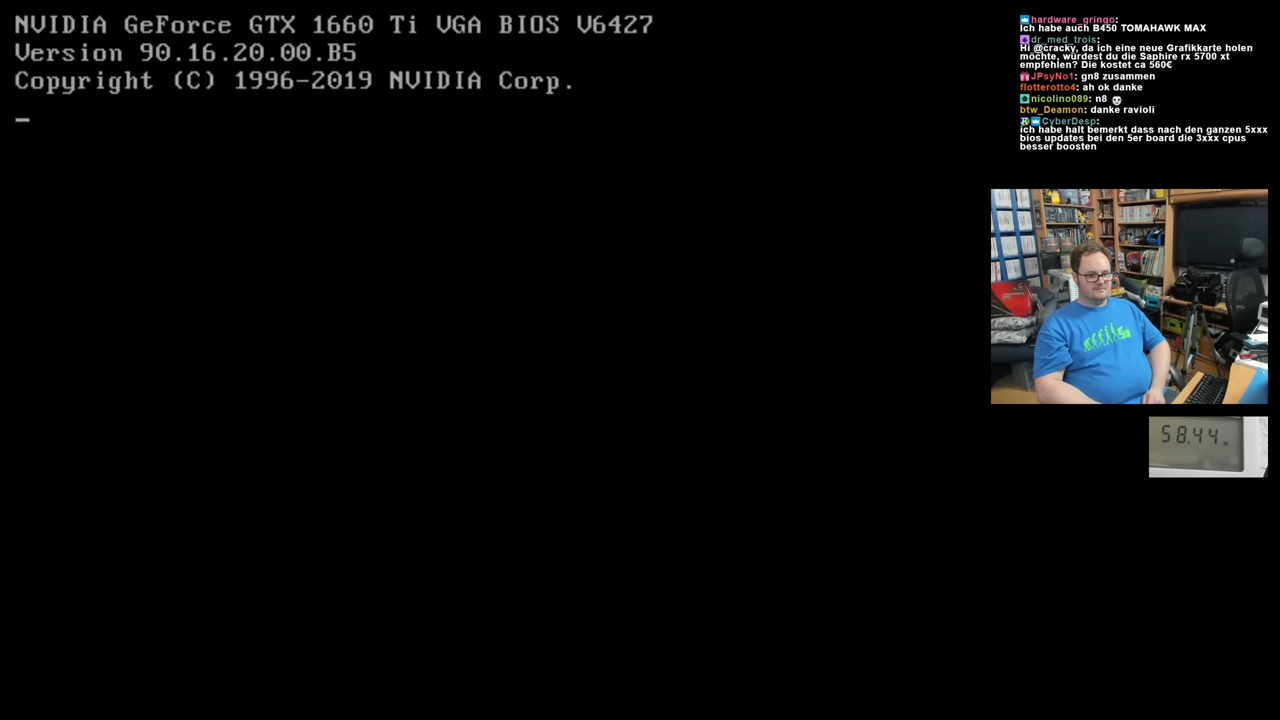 NVIDIA GeForce GTX 1660 Ti VGA BIOS V6427
Version 90.16.20.00.B5
Copyright (C) 1996-2019 NVIDIA Corp.
hardware_gringo:
Ich habe auch B450 TOMAHAWK MAX
dr_med_trois:
Hi @cracky, da ich eine neue Grafikkarte holen
möchte, würdest du die Saphire rx 5700 xt
empfehlen? Die kostet ca 560€
JPsyNo1: gn8 zusammen
flotterotto4: ah ok danke
nicolino089: n8
btw_Deamon: danke ravioli
CyberDesp:
ich habe halt bemerkt dass nach den ganzen 5xxx
bios updates bei den 5er board die 3xxx cpus
besser boosten
58.44